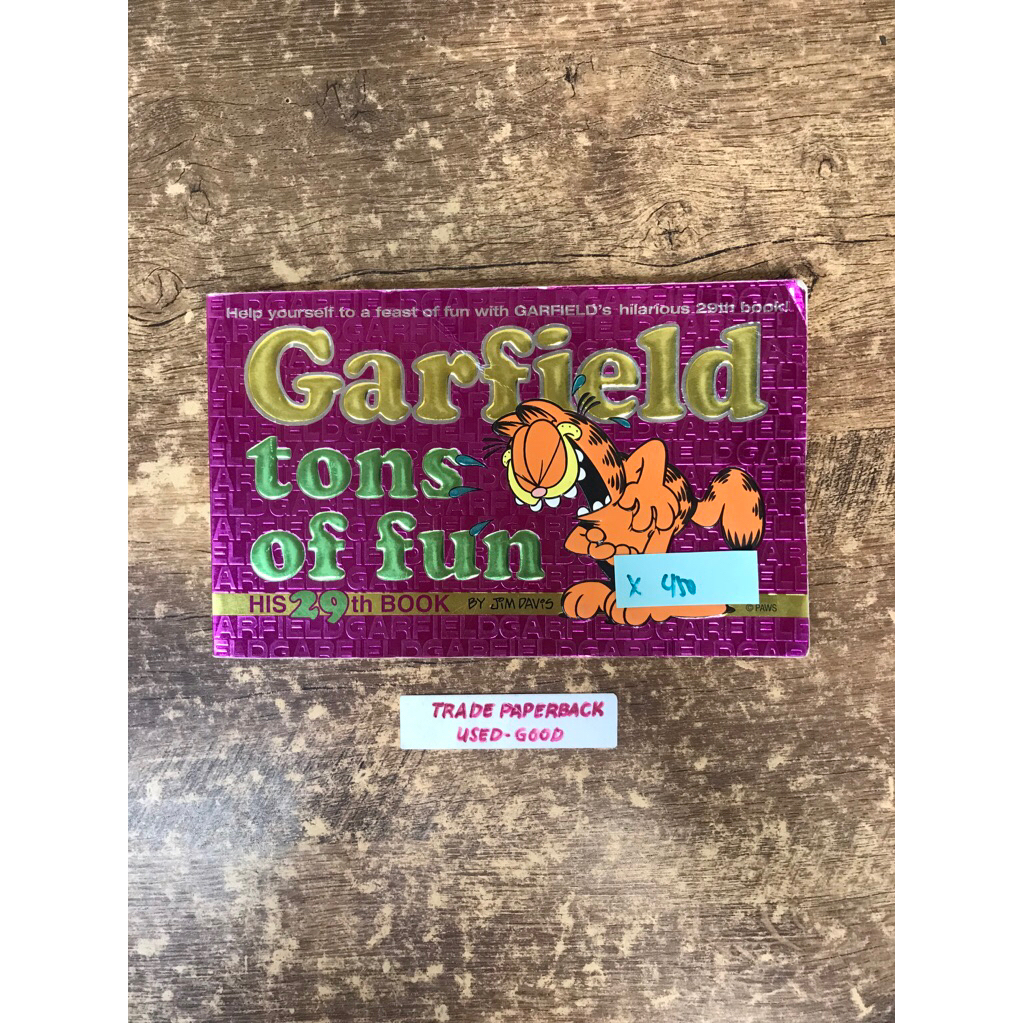 Help yourself to a feast of fun with GARFIELD's hilarious 29th book!
Garfield
tons
of fun
HIS 29th BOOK BY JIM DAVIS © PAWS
X 450
TRADE PAPERBACK
USED-GOOD